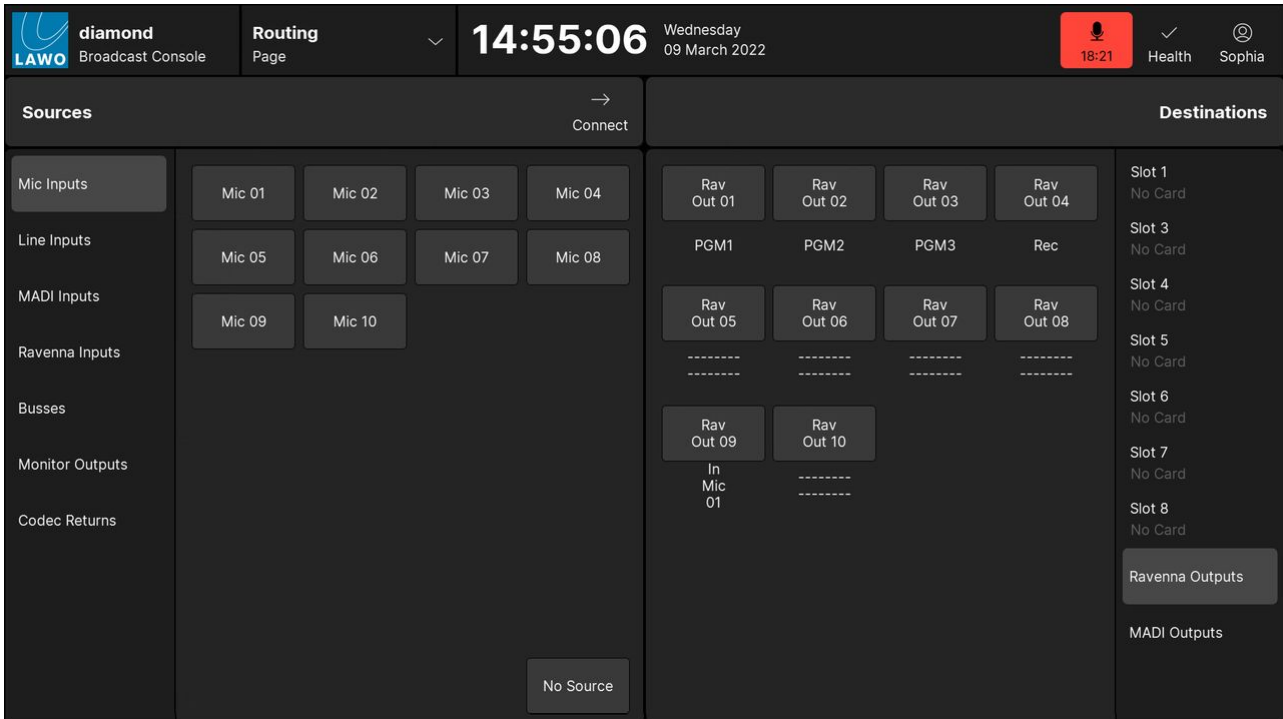 LAWO
diamond
Broadcast Console
Routing
Page
14:55:06
Wednesday
09 March 2022
18:21
Health
Sophia
Sources
Connect
Destinations
Mic Inputs
Line Inputs
MADI Inputs
Ravenna Inputs
Busses
Monitor Outputs
Codec Returns
Mic 01
Mic 02
Mic 03
Mic 04
Mic 05
Mic 06
Mic 07
Mic 08
Mic 09
Mic 10
No Source
Rav
Out 01
Rav
Out 02
Rav
Out 03
Rav
Out 04
PGM1
PGM2
PGM3
Rec
Rav
Out 05
Rav
Out 06
Rav
Out 07
Rav
Out 08
--------
--------
--------
--------
--------
--------
--------
--------
Rav
Out 09
Rav
Out 10
In
Mic
01
--------
--------
Slot 1
No Card
Slot 3
No Card
Slot 4
No Card
Slot 5
No Card
Slot 6
No Card
Slot 7
No Card
Slot 8
No Card
Ravenna Outputs
MADI Outputs